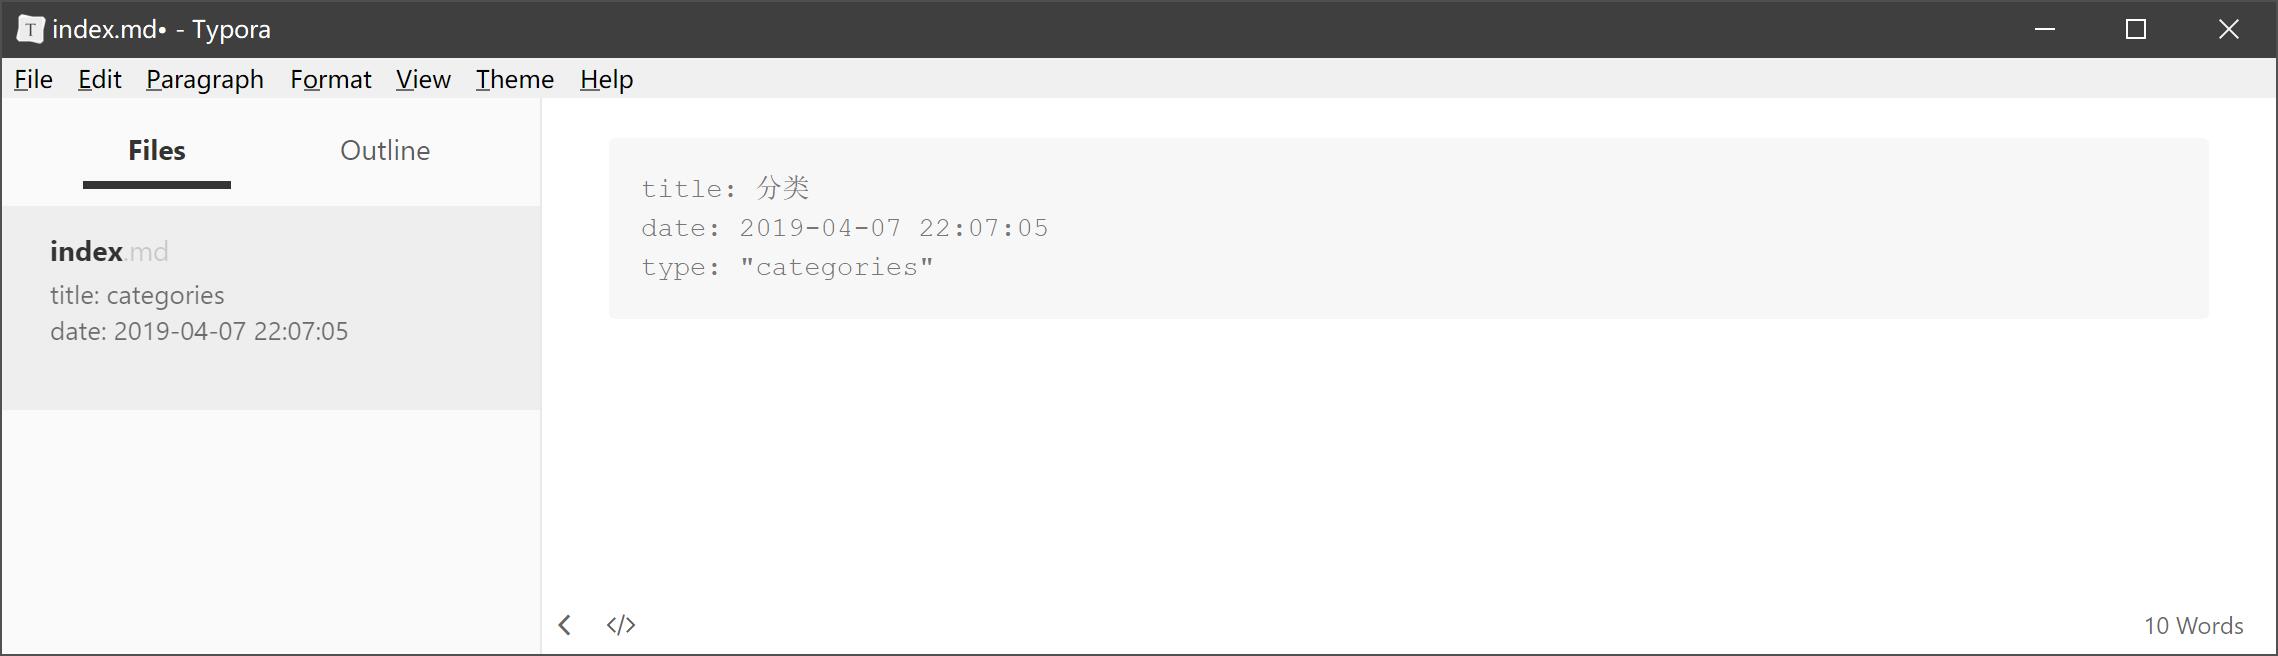 index.md• - Typora
File Edit Paragraph Format View Theme Help
Files Outline
index.md
title: categories
date: 2019-04-07 22:07:05
title: 分类
date: 2019-04-07 22:07:05
type: "categories"
</>
10 Words